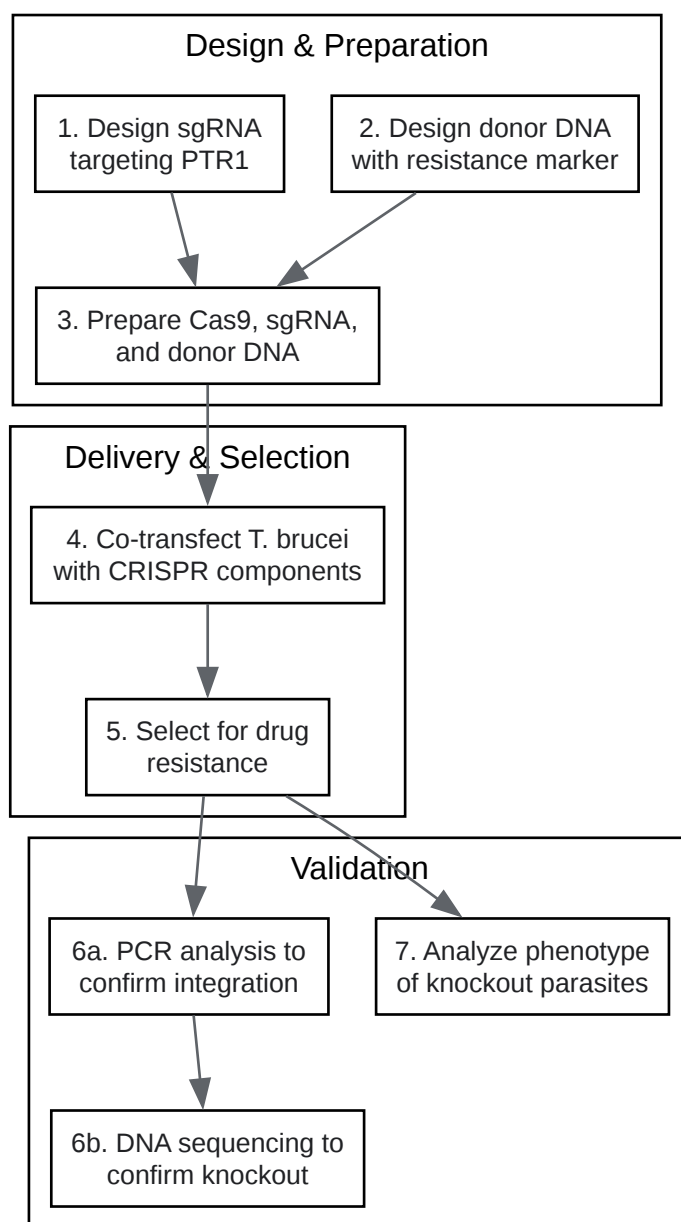 Design & Preparation
1. Design sgRNA
targeting PTR1
2. Design donor DNA
with resistance marker
3. Prepare Cas9, sgRNA,
and donor DNA
Delivery & Selection
4. Co-transfect T. brucei
with CRISPR components
5. Select for drug
resistance
Validation
6a. PCR analysis to
confirm integration
7. Analyze phenotype
of knockout parasites
6b. DNA sequencing to
confirm knockout